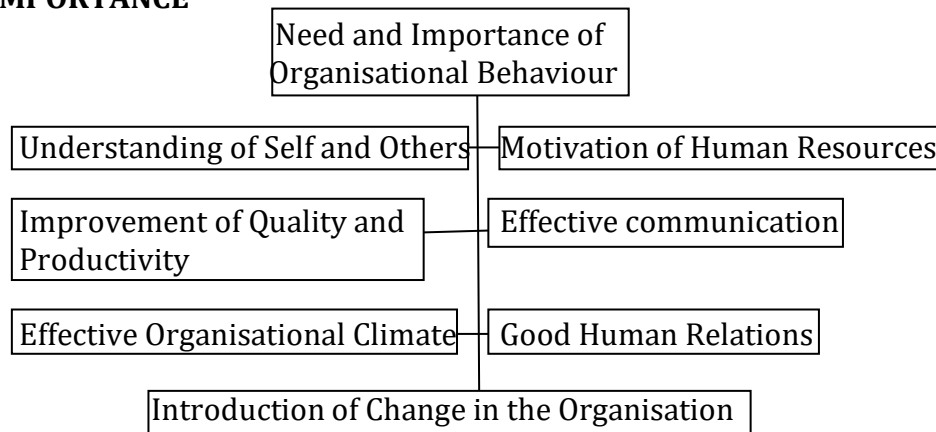 IMPORTANCE
Need and Importance of
Organisational Behaviour
Understanding of Self and Others
Motivation of Human Resources
Improvement of Quality and
Productivity
Effective communication
Effective Organisational Climate
Good Human Relations
Introduction of Change in the Organisation